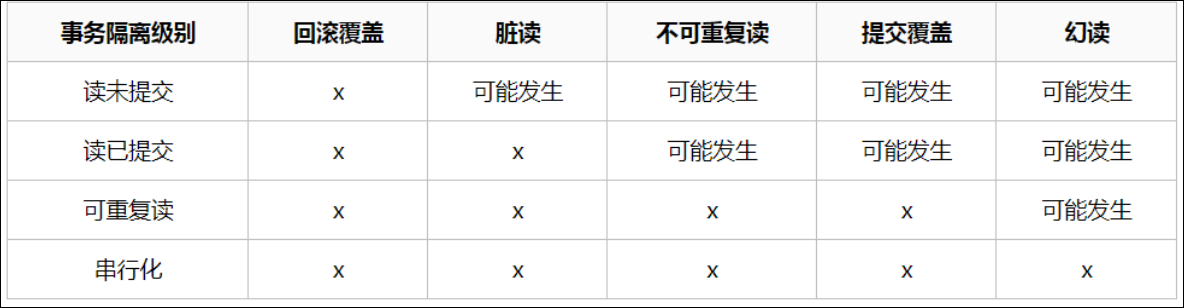 事务隔离级别 回滚覆盖 脏读 不可重复读 提交覆盖 幻读
读未提交 x 可能发生 可能发生 可能发生 可能发生
读已提交 x x 可能发生 可能发生 可能发生
可重复读 x x x x 可能发生
串行化 x x x x x